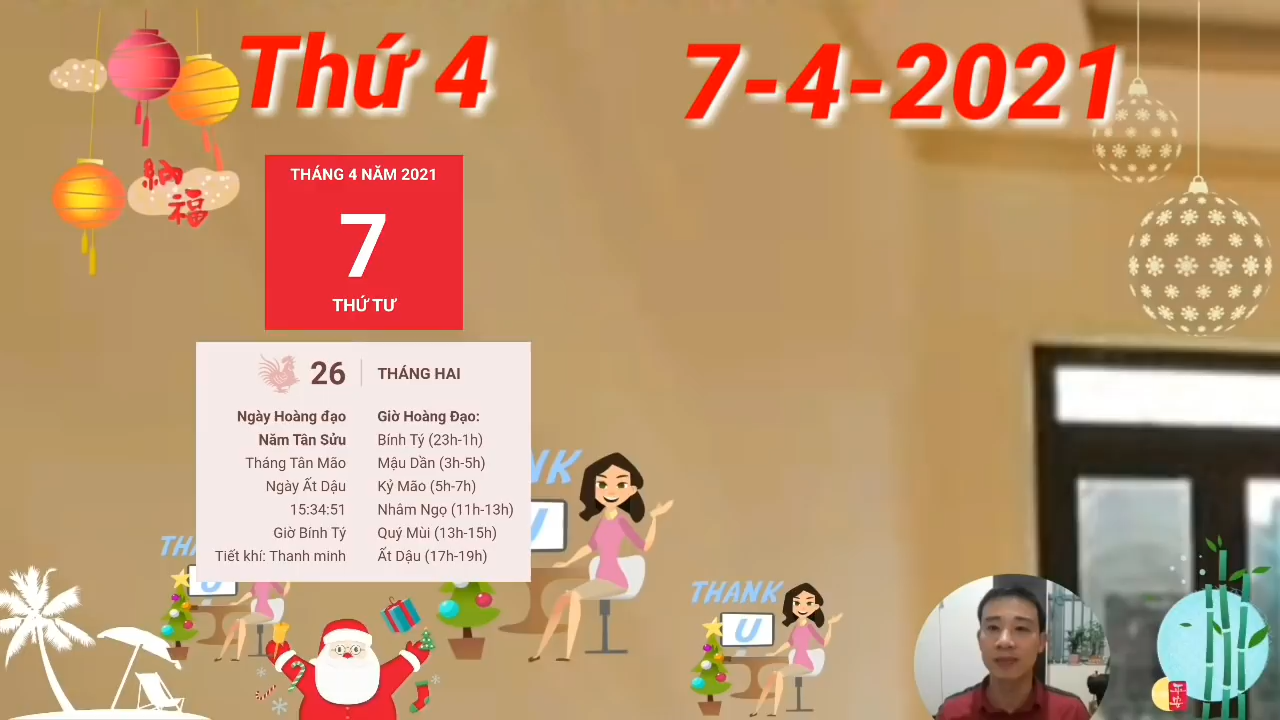 Thứ 4
7-4-2021
納
福
THÁNG 4 NĂM 2021
7
THỨ TƯ
26
THÁNG HAI
Ngày Hoàng đạo
Năm Tân Sửu
Tháng Tân Mão
Ngày Ất Dậu
15:34:51
Giờ Bính Tý
Tiết khí: Thanh minh
Giờ Hoàng Đạo:
Bính Tý (23h-1h)
Mậu Dần (3h-5h)
Kỷ Mão (5h-7h)
Nhâm Ngọ (11h-13h)
Quý Mùi (13h-15h)
Ất Dậu (17h-19h)
NK
U
THA
U
THANK
U